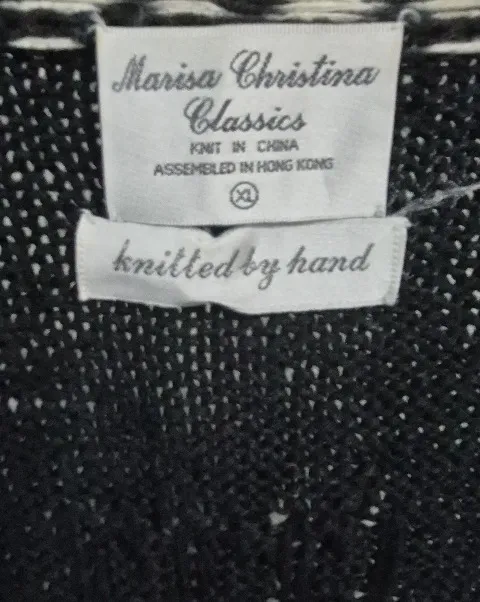 Marisa Christina
Classics
KNIT IN CHINA
ASSEMBLED IN HONG KONG
XL
knitted by hand